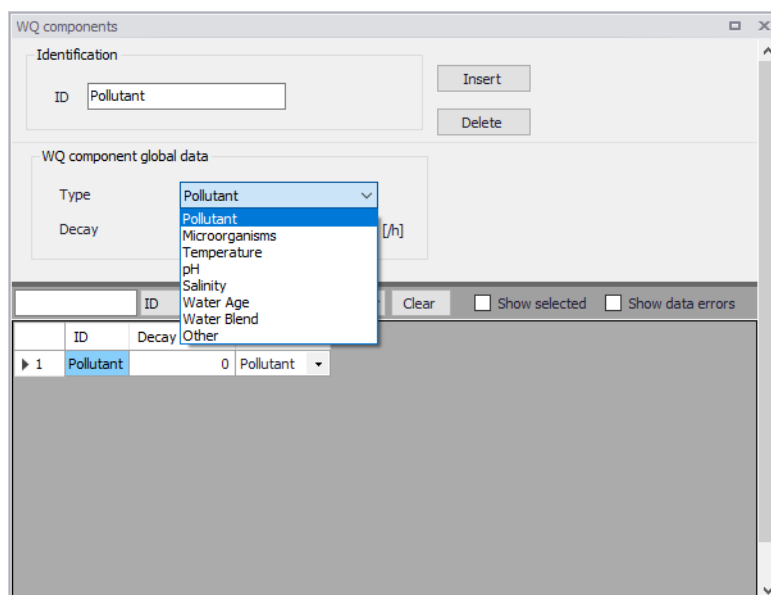 WQ components
Identification
ID Pollutant
Insert
Delete
WQ component global data
Type Pollutant
Decay [/h]
Pollutant
Microorganisms
Temperature
pH
Salinity
Water Age
Water Blend
Other
ID Clear Show selected Show data errors
ID Decay
1 Pollutant 0 Pollutant